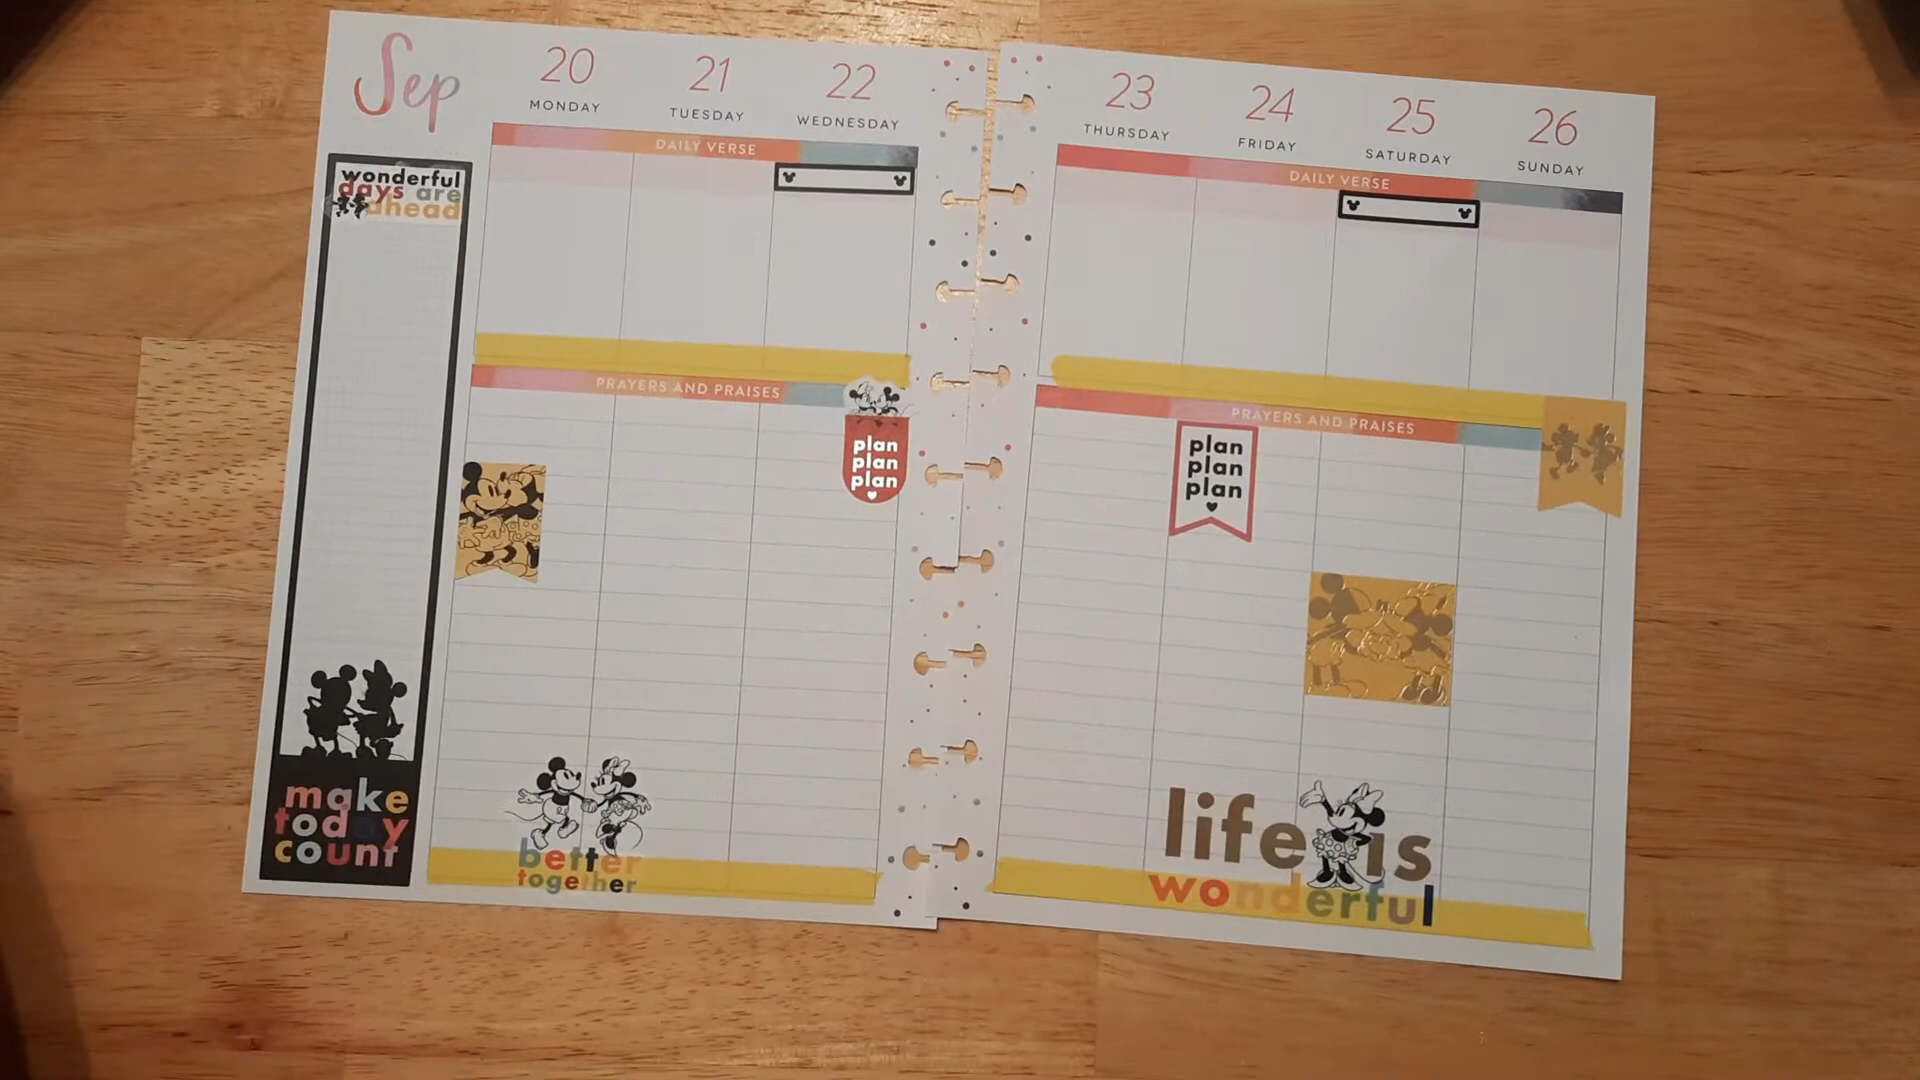 Sep
20
MONDAY
21
TUESDAY
22
WEDNESDAY
DAILY VERSE
wonderful
days are
ahead
PRAYERS AND PRAISES
plan
plan
plan
make
today
count
better
together
23
THURSDAY
24
FRIDAY
25
SATURDAY
26
SUNDAY
DAILY VERSE
PRAYERS AND PRAISES
plan
plan
plan
life is
wonderful